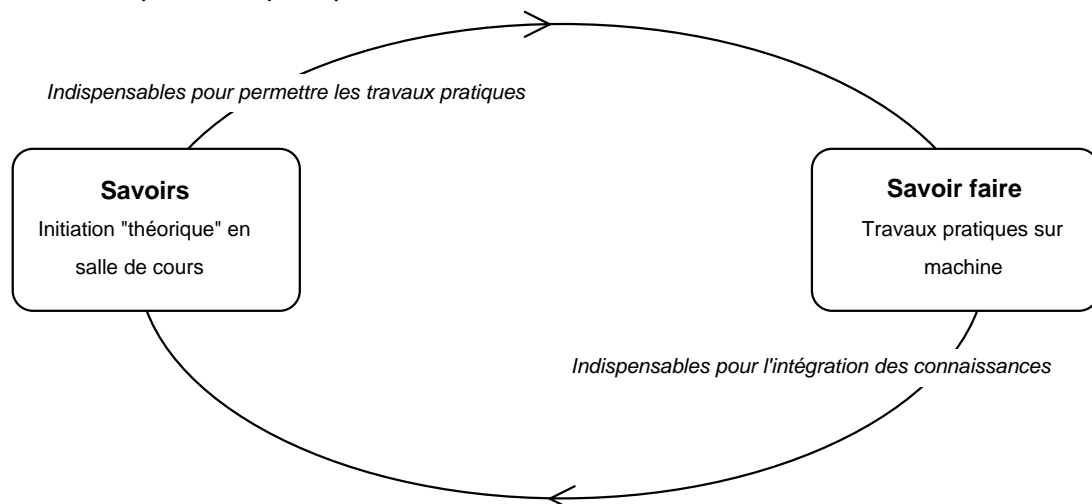 Indispensables pour permettre les travaux pratiques
Savoirs
Initiation "théorique" en
salle de cours
Savoir faire
Travaux pratiques sur
machine
Indispensables pour l'intégration des connaissances